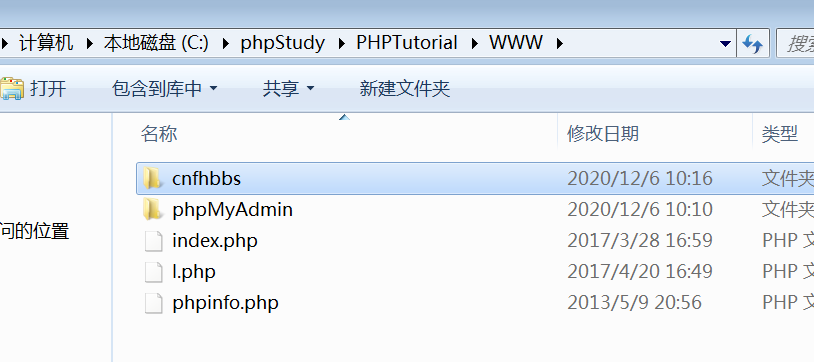 计算机 本地磁盘 (C:) phpStudy PHPTutorial WWW 搜索
打开 包含到库中 共享 新建文件夹
名称 修改日期 类型
cnfhbbs 2020/12/6 10:16 文件夹
phpMyAdmin 2020/12/6 10:10 文件夹
问的位置
index.php 2017/3/28 16:59 PHP 文
l.php 2017/4/20 16:49 PHP 文
phpinfo.php 2013/5/9 20:56 PHP 文